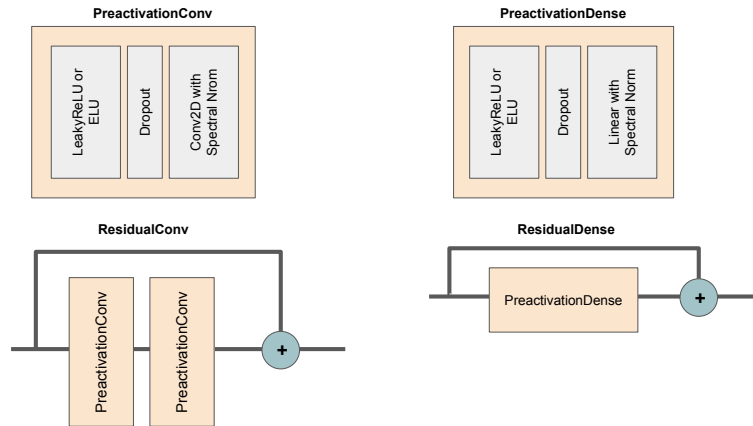 PreactivationConv
LeakyReLU or
ELU
Dropout
Conv2D with
Spectral Nrom
PreactivationDense
LeakyReLU or
ELU
Dropout
Linear with
Spectral Norm
ResidualConv
PreactivationConv
PreactivationConv
+
ResidualDense
PreactivationDense
+